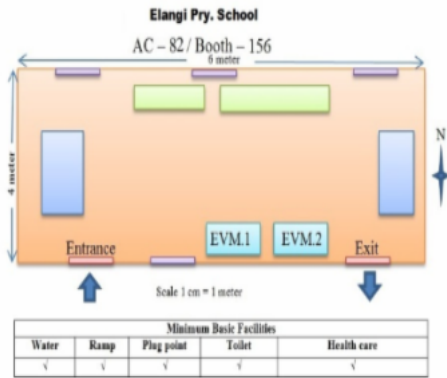 Elangi Pry. School
AC – 82 / Booth – 156
6 meter
4 meter
N
EVM.1 EVM.2
Entrance Exit
Scale 1 cm = 1 meter
Minimum Basic Facilities
Water Ramp Plug point Toilet Health care
√ √ √ √ √